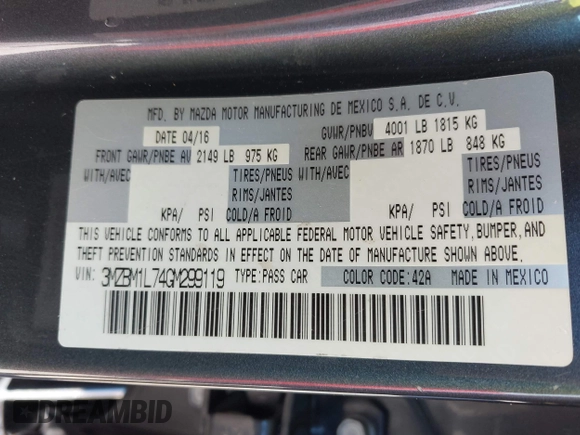 MFD. BY MAZDA MOTOR MANUFACTURING DE MEXICO S.A. DE C.V.
DATE 04/16 GVWR/PNBV 4001 LB 1815 KG
FRONT GAWR/PNBE AV 2149 LB 975 KG REAR GAWR/PNBE AR 1870 LB 848 KG
WITH/AVEC TIRES/PNEUS WITH/AVEC TIRES/PNEUS
RIMS/JANTES RIMS/JANTES
KPA/ PSI COLD/A FROID KPA/ PSI COLD/A FROID
THIS VEHICLE CONFORMS TO ALL APPLICABLE FEDERAL MOTOR VEHICLE SAFETY, BUMPER, AND
THEFT PREVENTION STANDARDS IN EFFECT ON THE DATE OF MANUFACTURE SHOWN ABOVE.
VIN: 3MZBM1L74GM299119 TYPE: PASS CAR COLOR CODE: 42A MADE IN MEXICO
DREAMBID